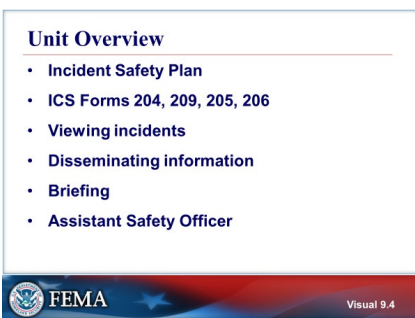 Unit Overview
• Incident Safety Plan
• ICS Forms 204, 209, 205, 206
• Viewing incidents
• Disseminating information
• Briefing
• Assistant Safety Officer
FEMA
Visual 9.4